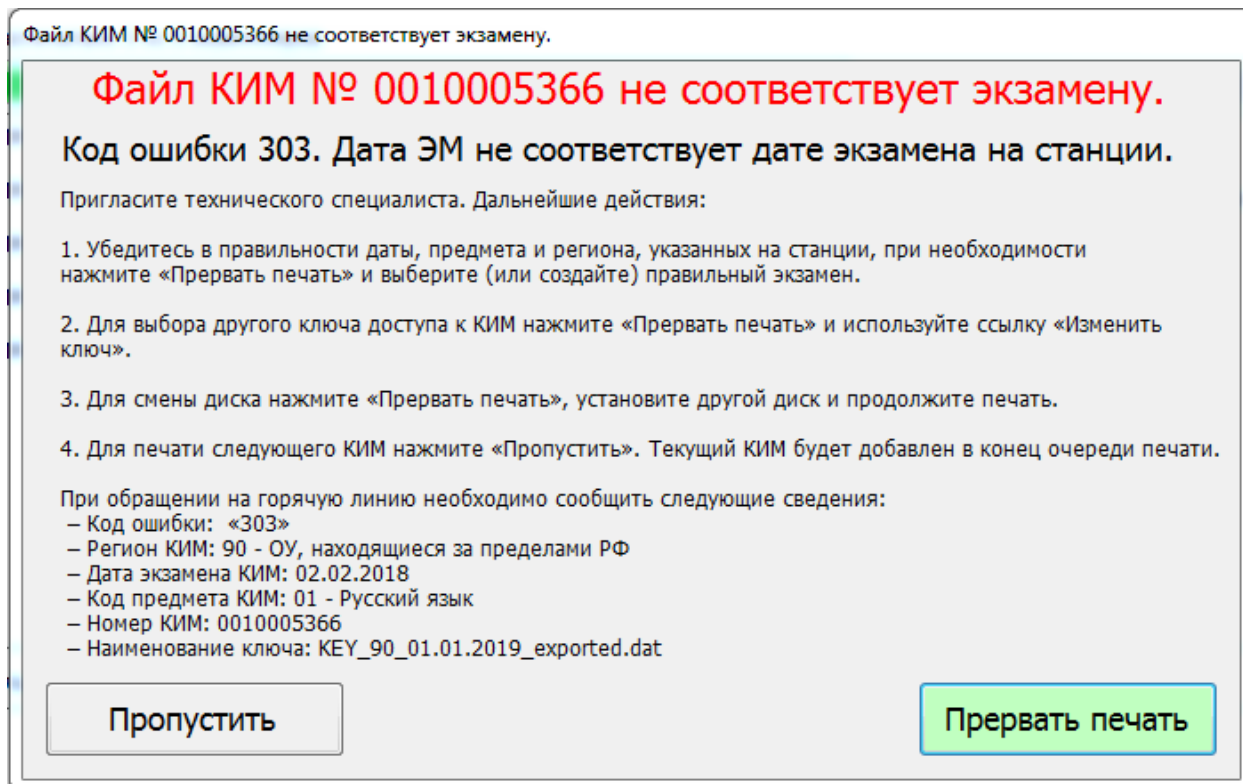 Файл КИМ № 0010005366 не соответствует экзамену.
Файл КИМ № 0010005366 не соответствует экзамену.
Код ошибки 303. Дата ЭМ не соответствует дате экзамена на станции.
Пригласите технического специалиста. Дальнейшие действия:
1. Убедитесь в правильности даты, предмета и региона, указанных на станции, при необходимости
нажмите «Прервать печать» и выберите (или создайте) правильный экзамен.
2. Для выбора другого ключа доступа к КИМ нажмите «Прервать печать» и используйте ссылку «Изменить
ключ».
3. Для смены диска нажмите «Прервать печать», установите другой диск и продолжите печать.
4. Для печати следующего КИМ нажмите «Пропустить». Текущий КИМ будет добавлен в конец очереди печати.
При обращении на горячую линию необходимо сообщить следующие сведения:
– Код ошибки:  «303»
– Регион КИМ: 90 - ОУ, находящиеся за пределами РФ
– Дата экзамена КИМ: 02.02.2018
– Код предмета КИМ: 01 - Русский язык
– Номер КИМ: 0010005366
– Наименование ключа: KEY_90_01.01.2019_exported.dat
Пропустить
Прервать печать